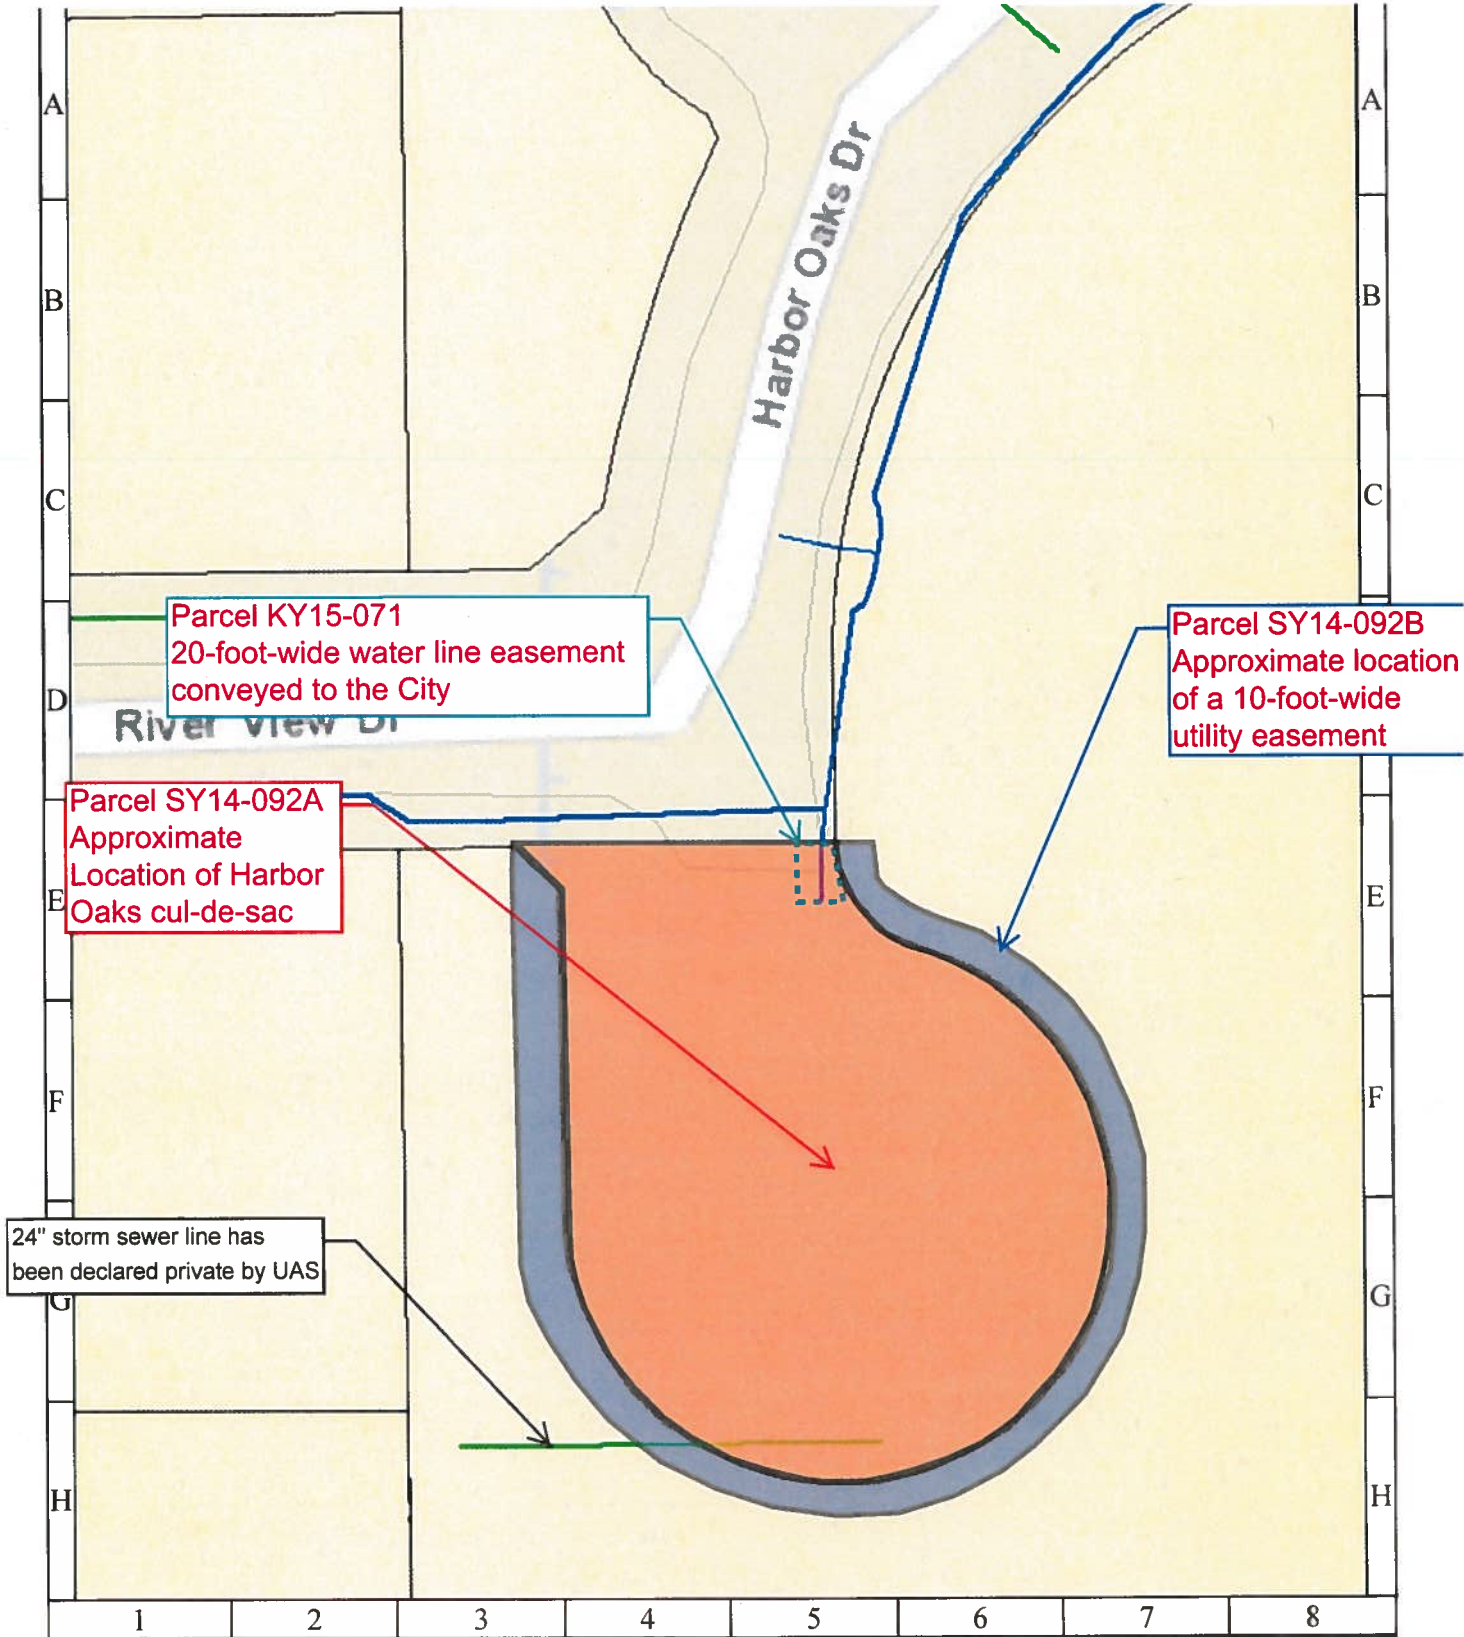 A
A
Harbor Oaks Dr
B
B
C
C
Parcel KY15-071
20-foot-wide water line easement
conveyed to the City
Parcel SY14-092B
Approximate location
of a 10-foot-wide
utility easement
D
River View Dr
Parcel SY14-092A
Approximate
Location of Harbor
Oaks cul-de-sac
E
E
F
F
24" storm sewer line has
been declared private by UAS
G
G
H
H
1 2 3 4 5 6 7 8